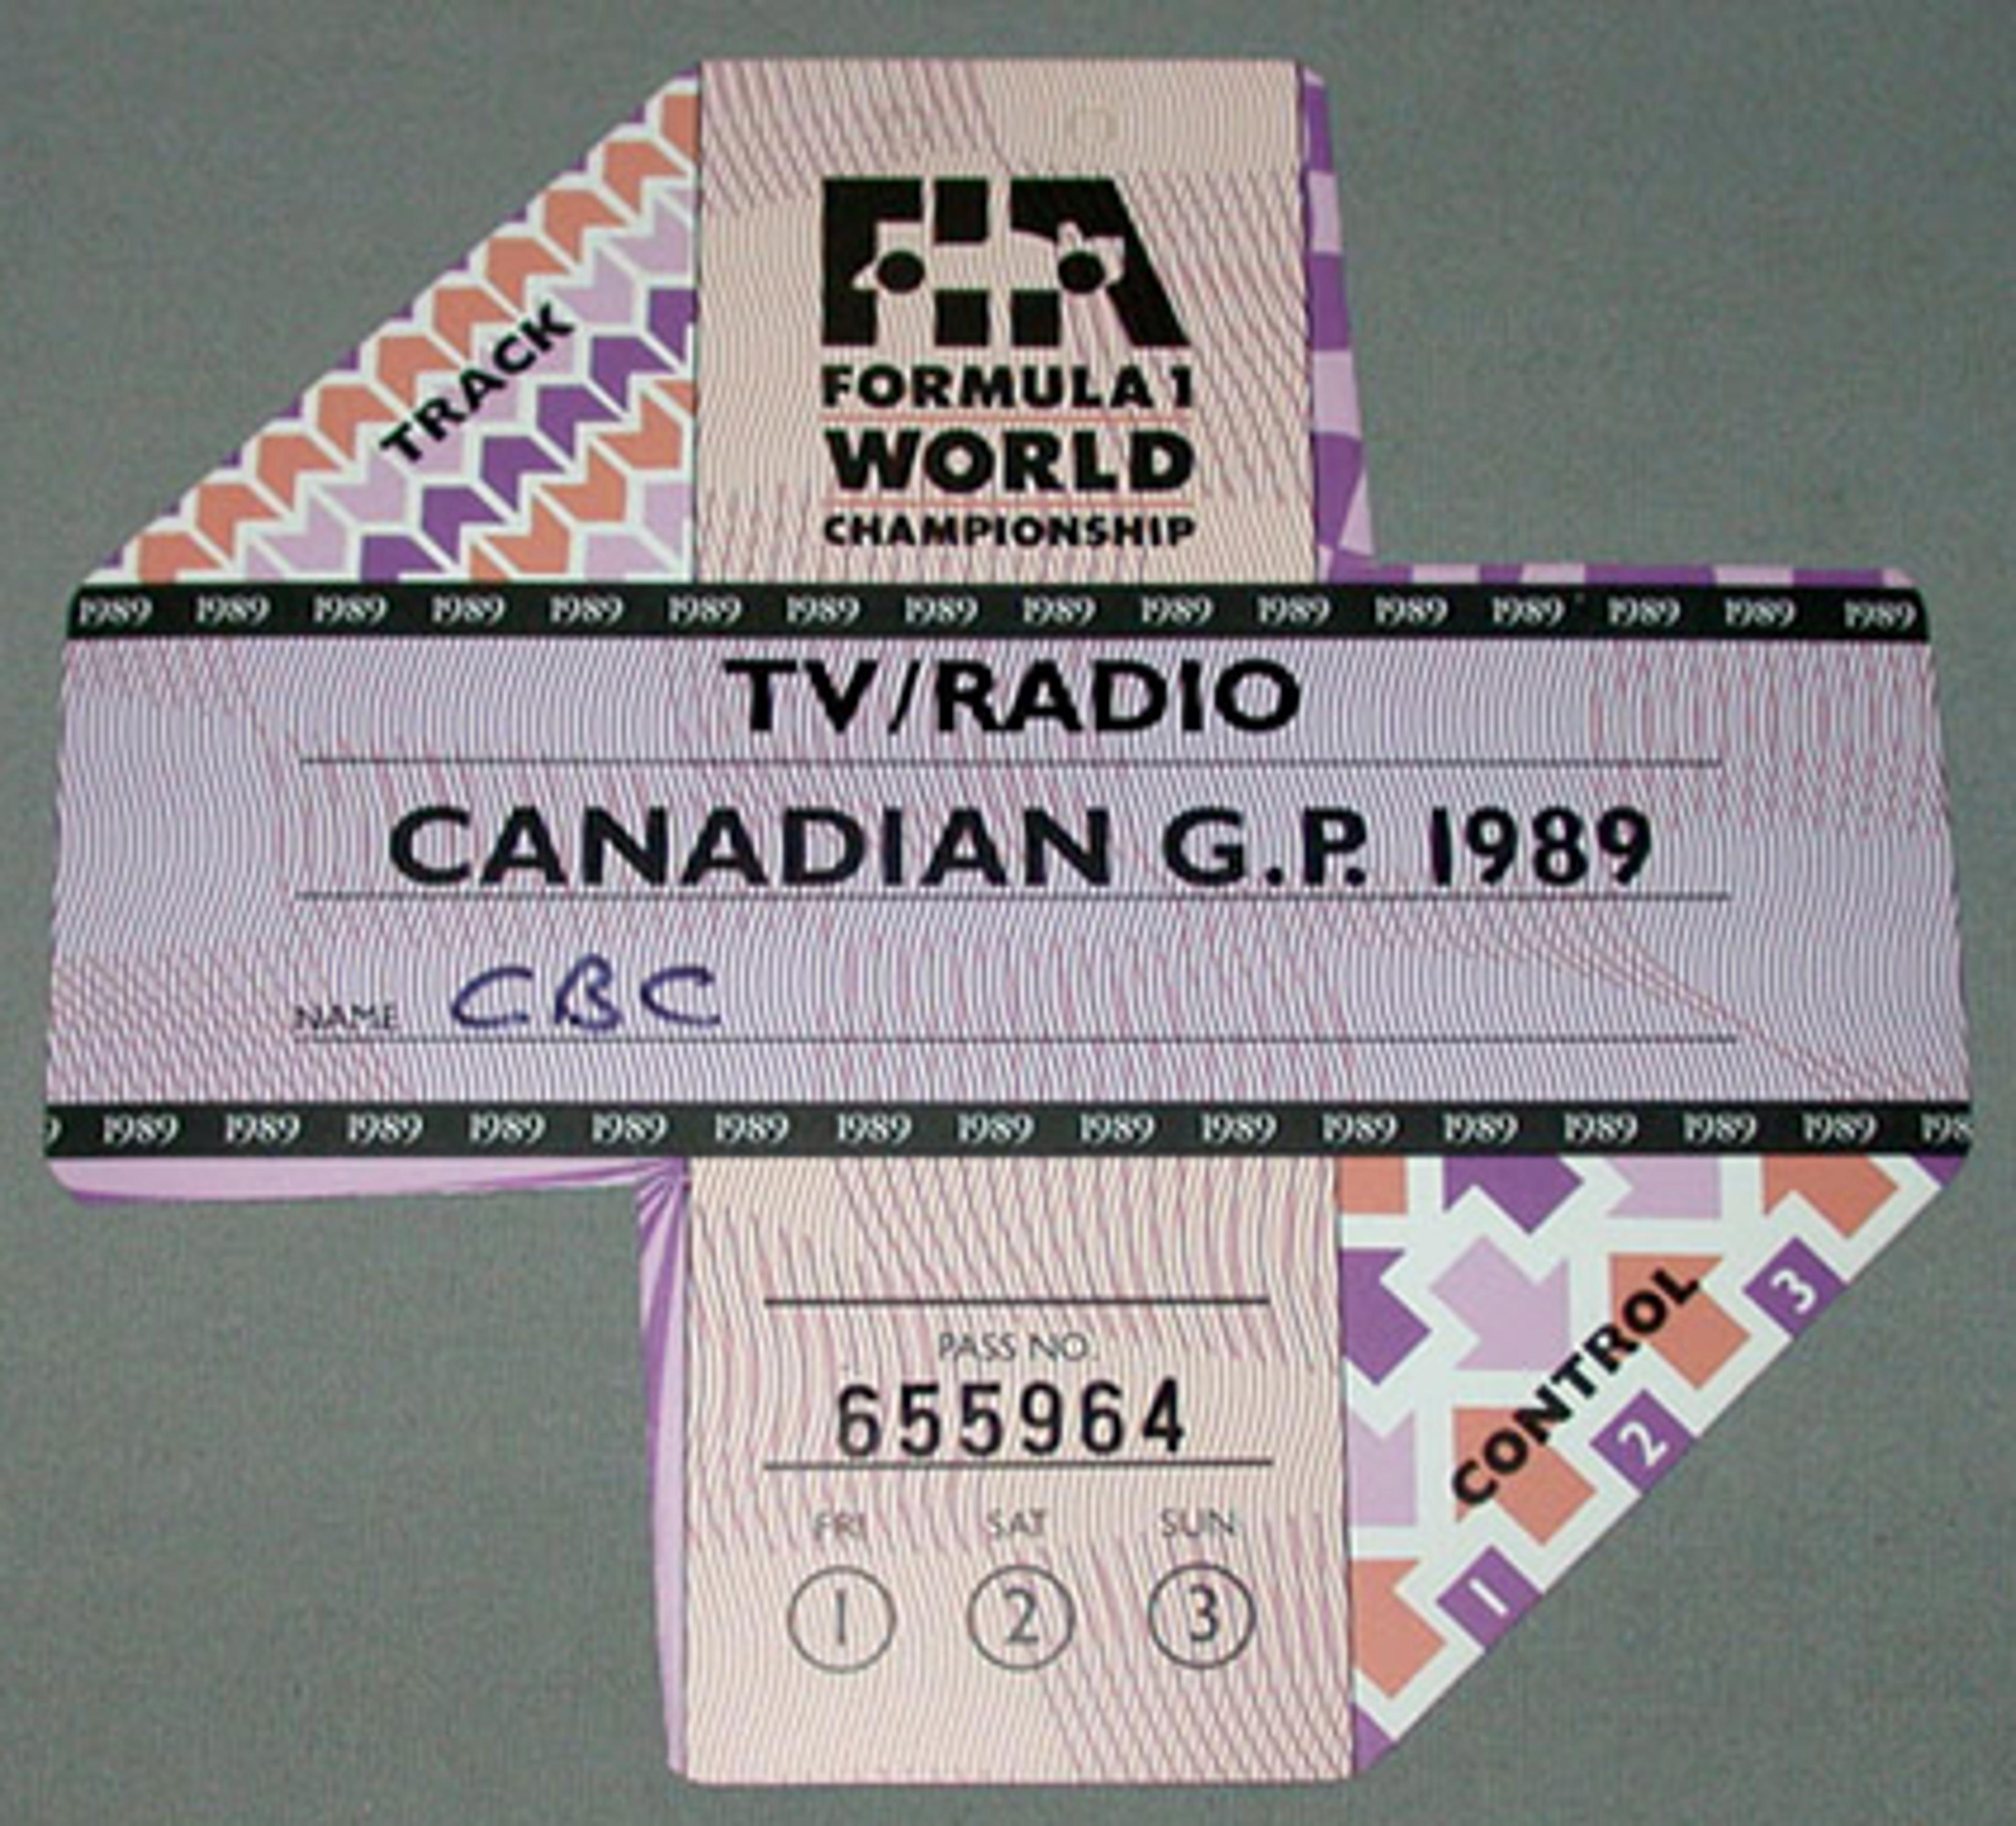 FIA
FORMULA 1
WORLD
CHAMPIONSHIP
TRACK
1989 1989 1989 1989 1989 1989 1989 1989 1989 1989 1989 1989 1989 1989 1989 1989
TV/RADIO
CANADIAN G.P. 1989
NAME CBC
9 1989 1989 1989 1989 1989 1989 1989 1989 1989 1989 1989 1989 1989 1989 1989 198
PASS NO.
655964
FRI SAT SUN
1 2 3
CONTROL
1 2 3